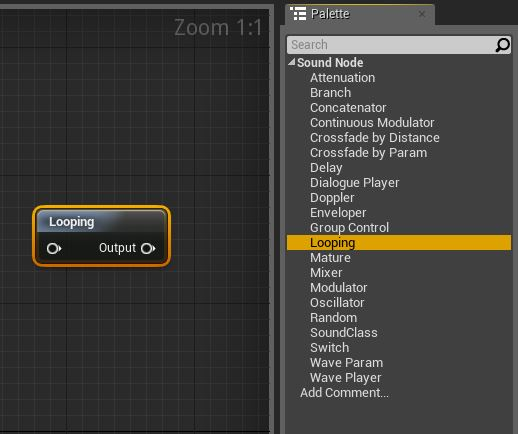 Zoom 1:1
Looping
Output
Palette
Search
Sound Node
Attenuation
Branch
Concatenator
Continuous Modulator
Crossfade by Distance
Crossfade by Param
Delay
Dialogue Player
Doppler
Enveloper
Group Control
Looping
Mature
Mixer
Modulator
Oscillator
Random
SoundClass
Switch
Wave Param
Wave Player
Add Comment...